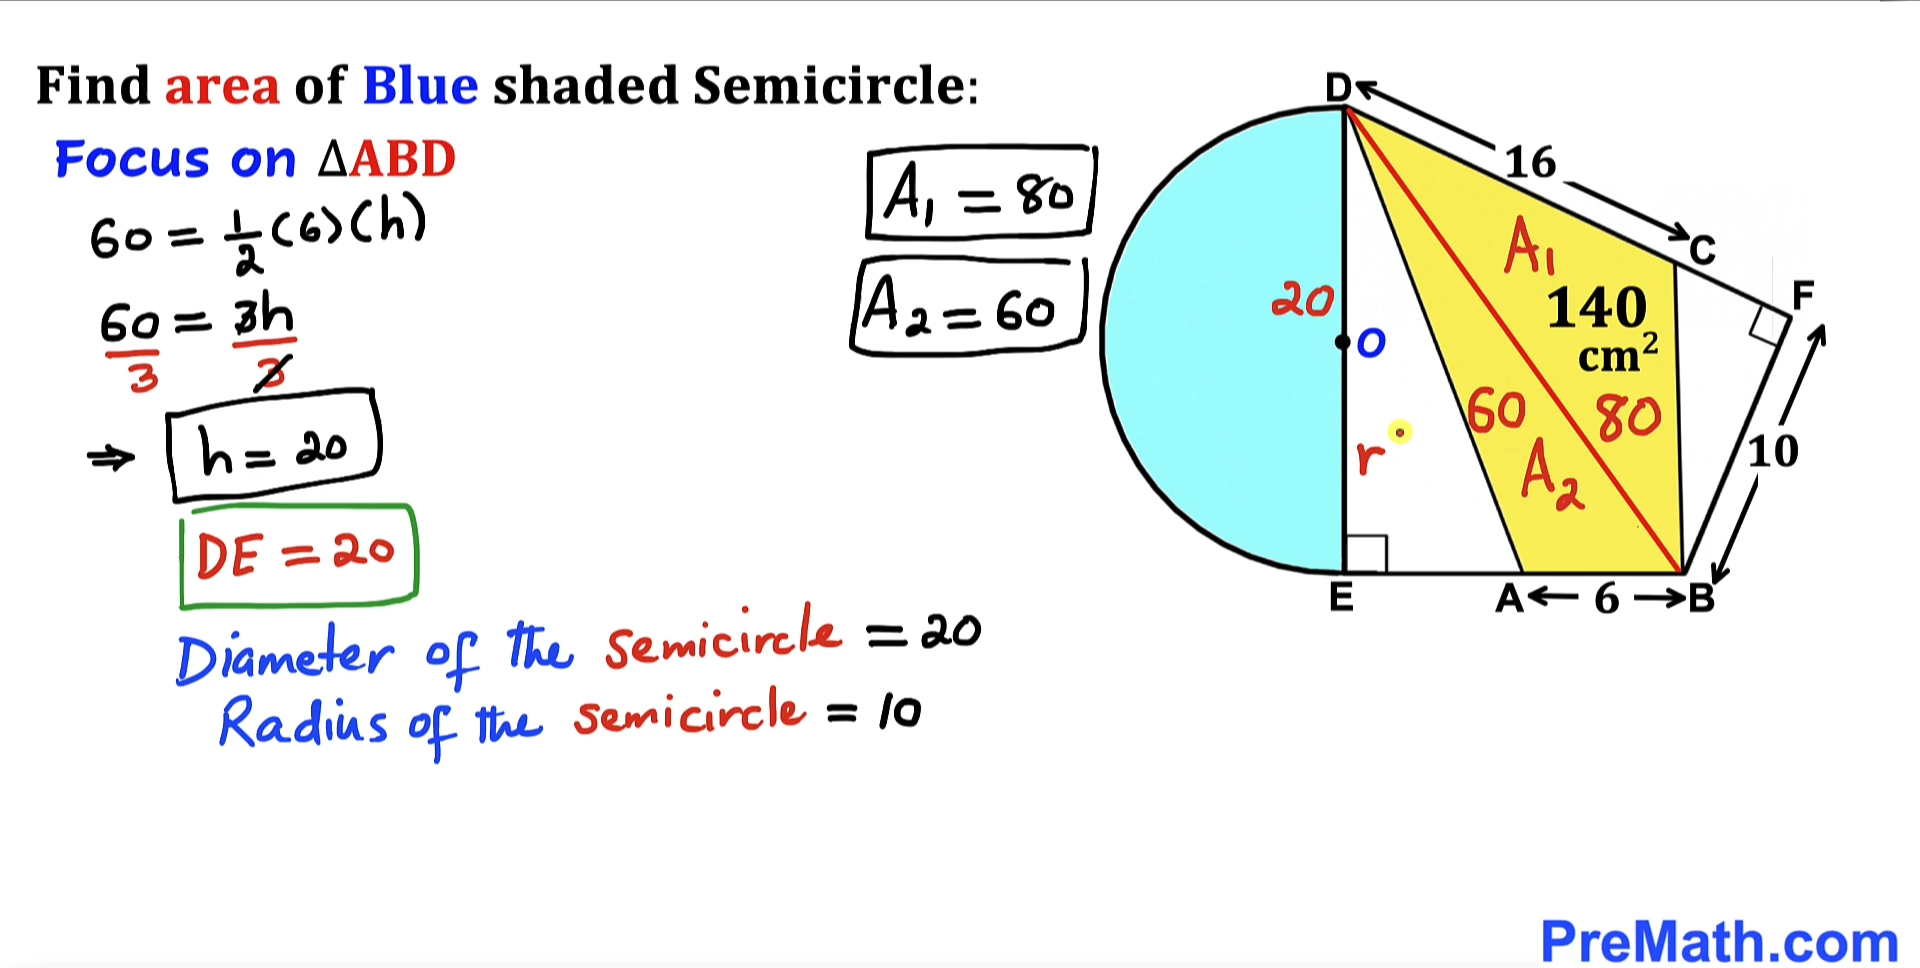 Find area of Blue shaded Semicircle:
Focus on ΔABD
60 = 1/2 (6)(h)
60/3 = 3h/3
⇒ h = 20
DE = 20
Diameter of the semicircle = 20
Radius of the semicircle = 10
A₁ = 80
A₂ = 60
D
16
C
F
A₁
140
cm²
20
O
60
80
r
10
A₂
E
A ← 6 → B
PreMath.com